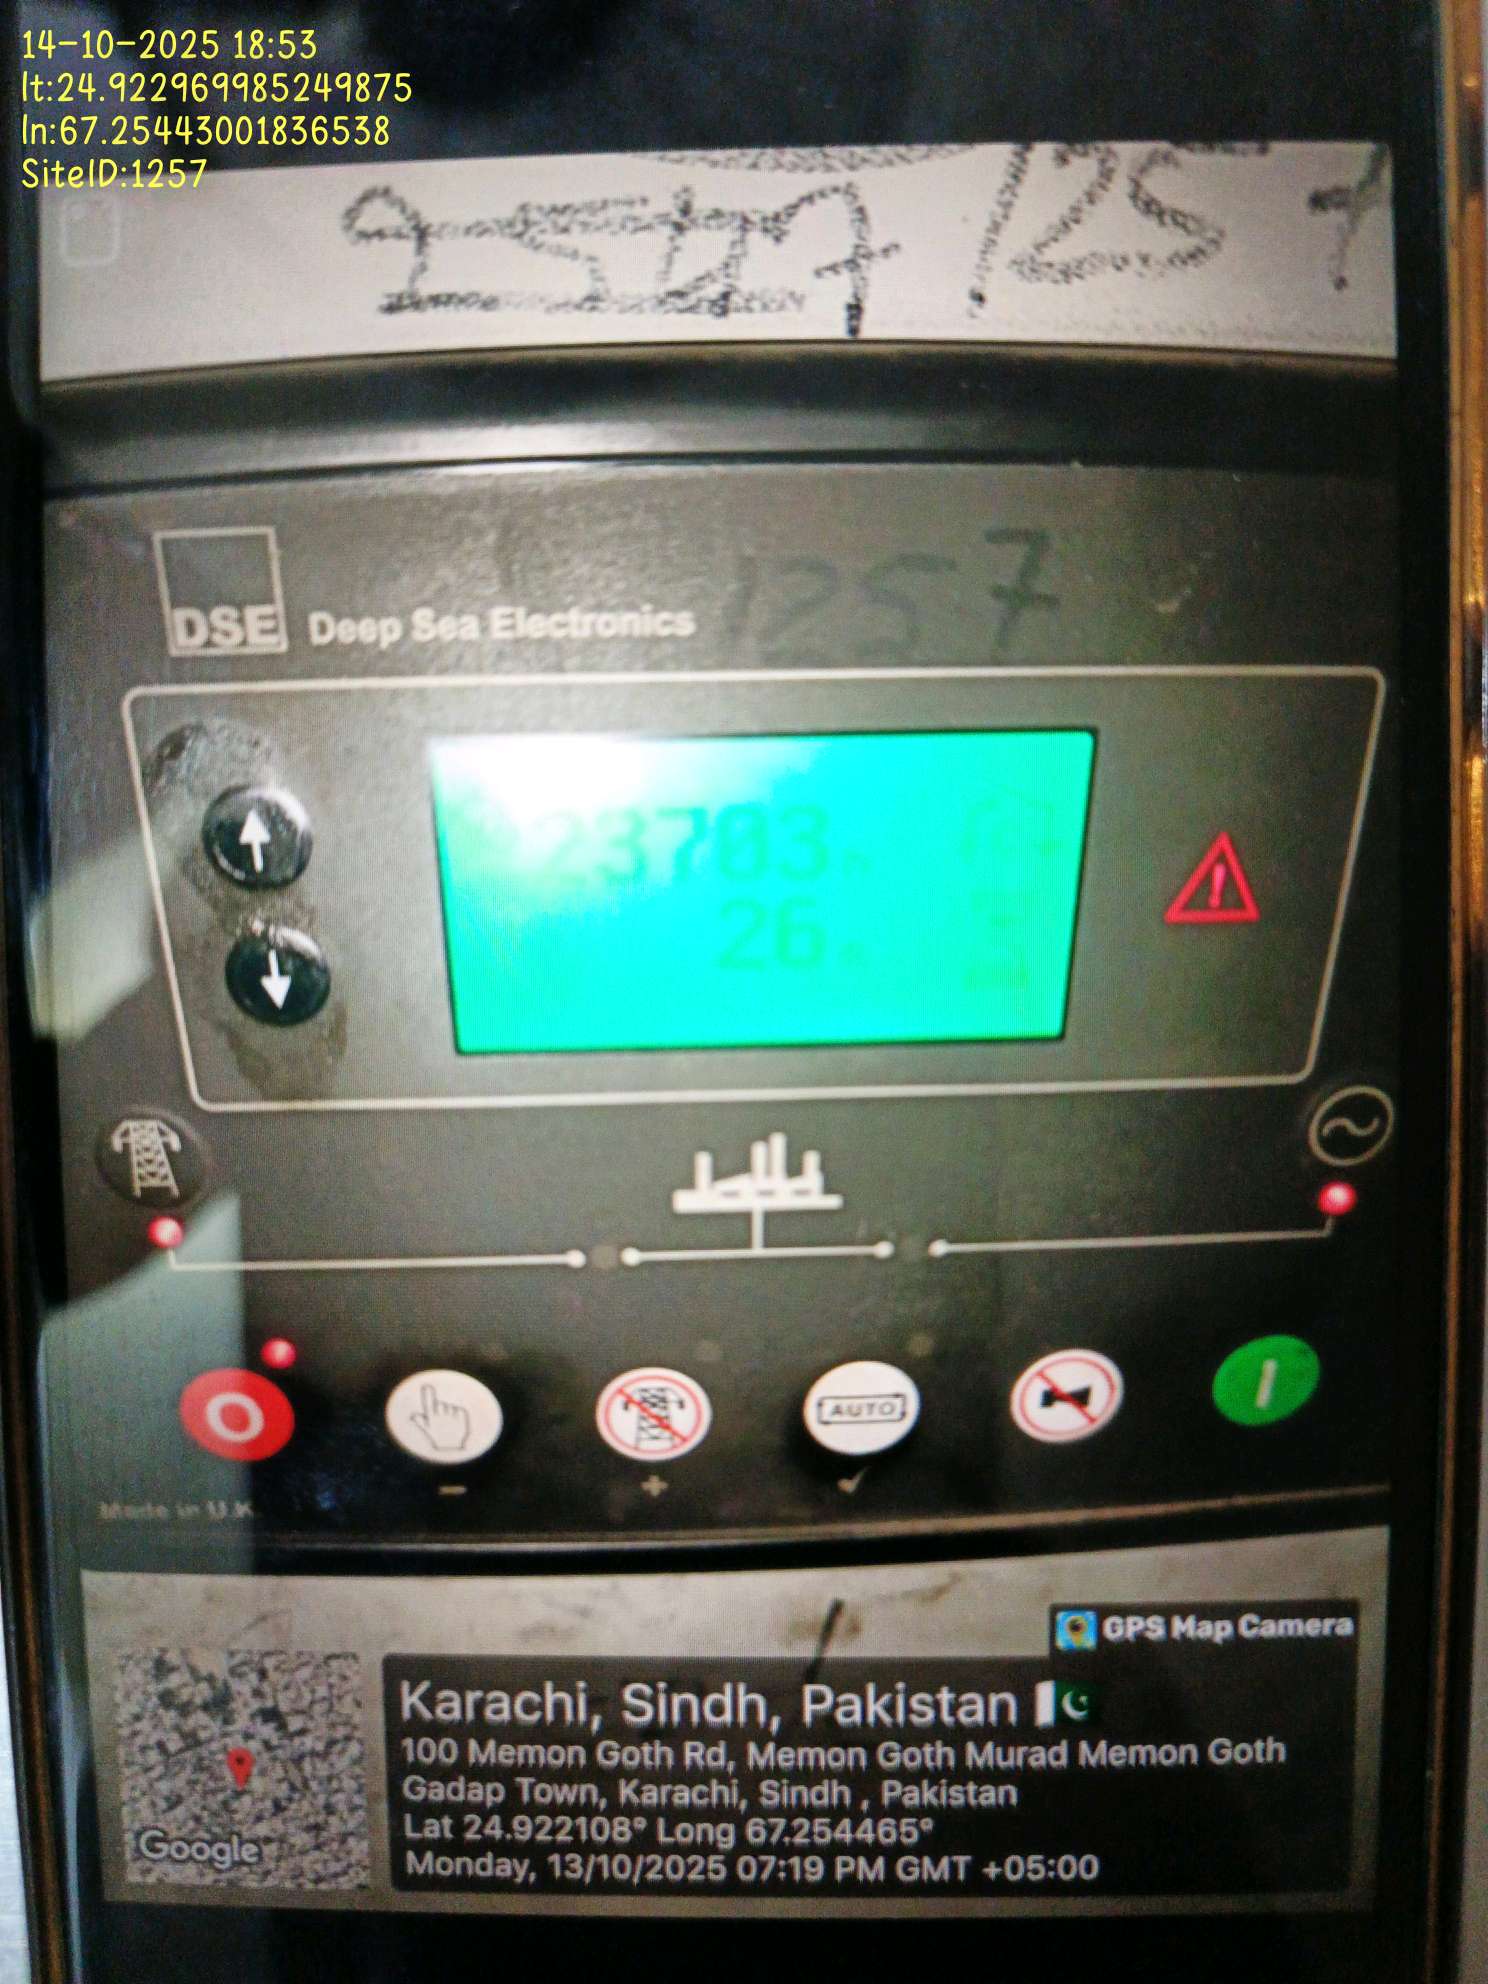 14-10-2025 18:53
lt:24.922969985249875
ln:67.25443001836538
SiteID:1257
1257
DSE Deep Sea Electronics
23703 h
26 m
AUTO
- + ✓
Made in U.K.
GPS Map Camera
Karachi, Sindh, Pakistan
100 Memon Goth Rd, Memon Goth Murad Memon Goth
Gadap Town, Karachi, Sindh , Pakistan
Lat 24.922108° Long 67.254465°
Monday, 13/10/2025 07:19 PM GMT +05:00
Google